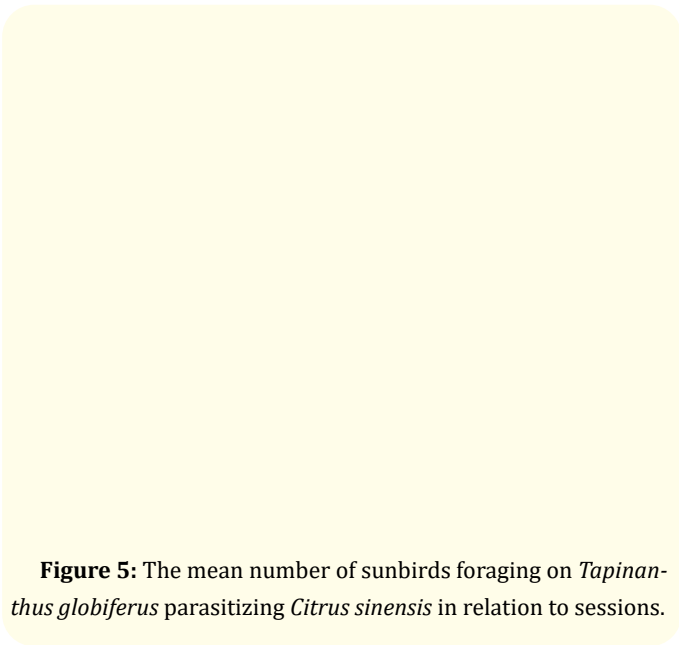 Figure 5: The mean number of sunbirds foraging on Tapinan-
thus globiferus parasitizing Citrus sinensis in relation to sessions.